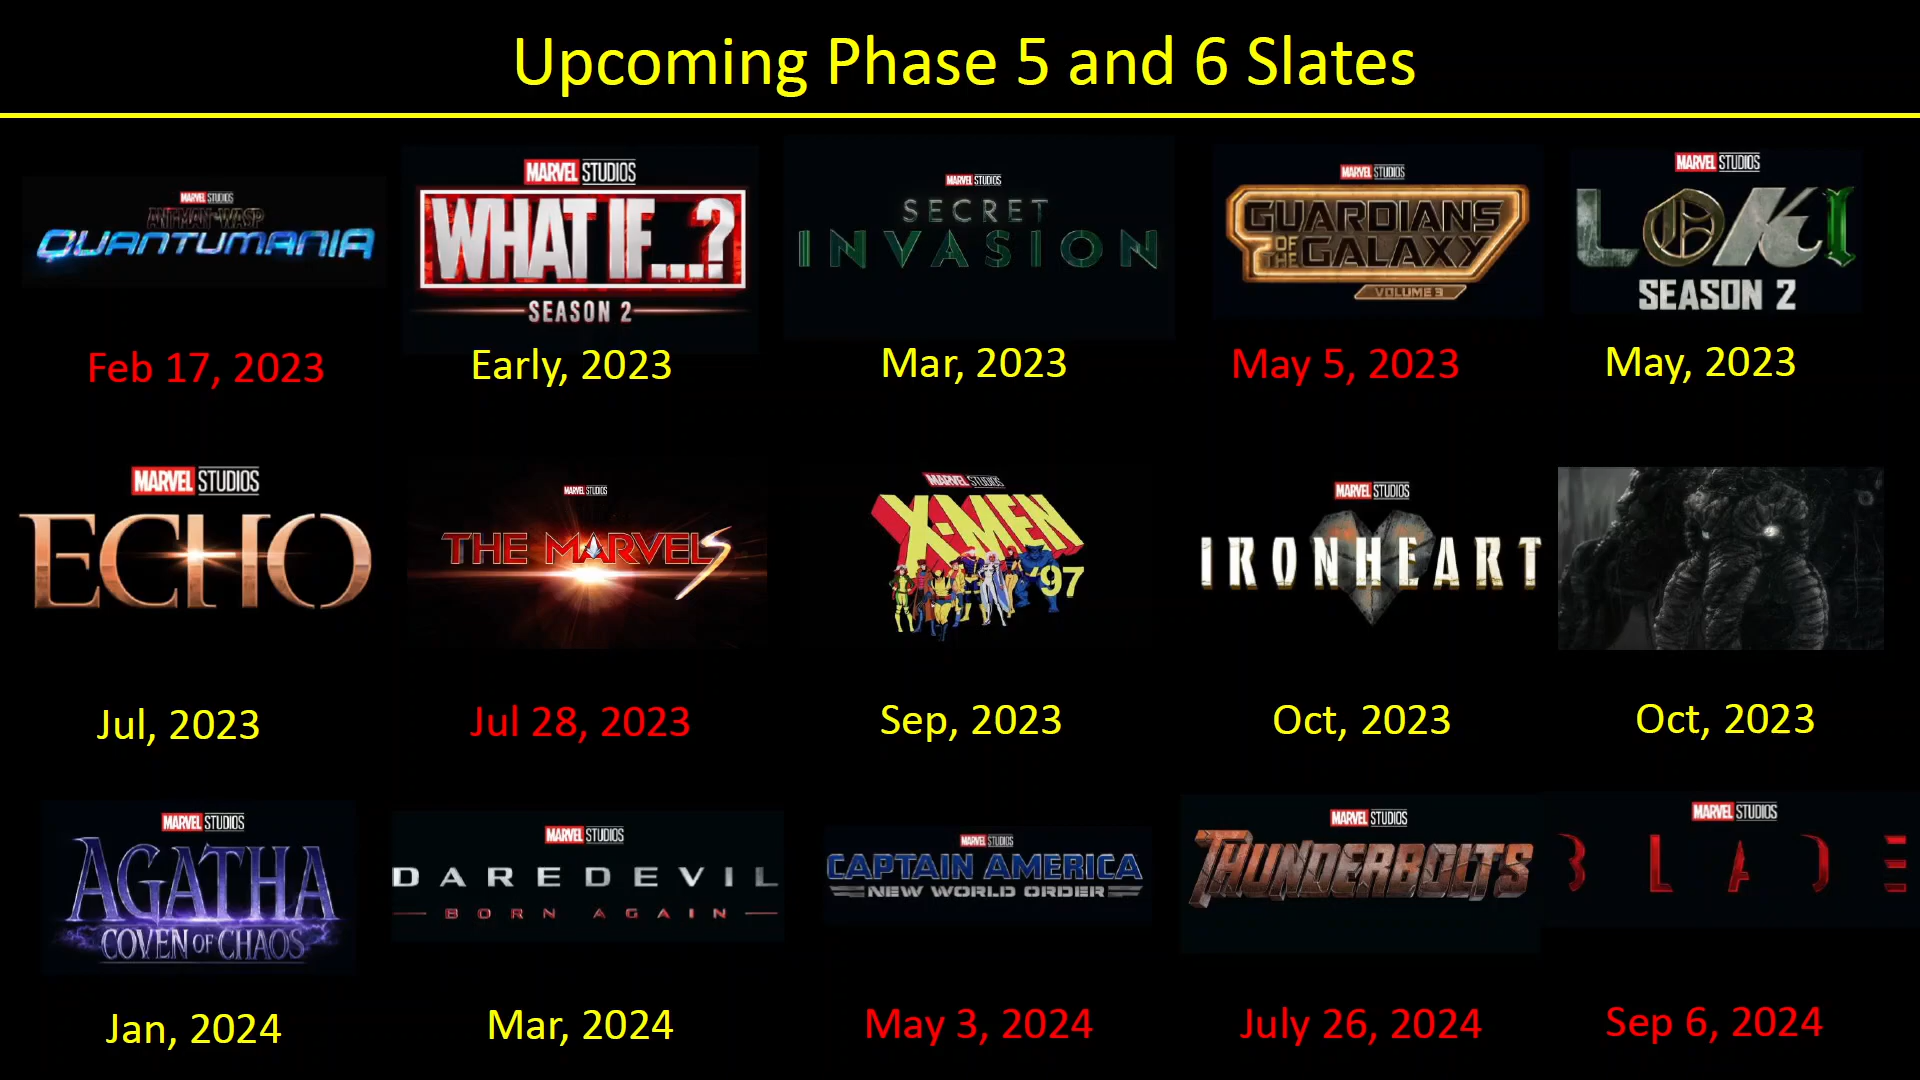 Upcoming Phase 5 and 6 Slates
MARVEL STUDIOS
ANT-MAN AND THE WASP
QUANTUMANIA
Feb 17, 2023
MARVEL STUDIOS
WHAT IF...?
SEASON 2
Early, 2023
MARVEL STUDIOS
SECRET
INVASION
Mar, 2023
MARVEL STUDIOS
GUARDIANS
OF THE GALAXY
VOLUME 3
May 5, 2023
MARVEL STUDIOS
LOKI
SEASON 2
May, 2023
MARVEL STUDIOS
ECHO
Jul, 2023
MARVEL STUDIOS
THE MARVELS
Jul 28, 2023
MARVEL STUDIOS
X-MEN
'97
Sep, 2023
MARVEL STUDIOS
IRONHEART
Oct, 2023
Oct, 2023
MARVEL STUDIOS
AGATHA
COVEN OF CHAOS
Jan, 2024
MARVEL STUDIOS
DAREDEVIL
BORN AGAIN
Mar, 2024
MARVEL STUDIOS
CAPTAIN AMERICA
NEW WORLD ORDER
May 3, 2024
MARVEL STUDIOS
THUNDERBOLTS
July 26, 2024
MARVEL STUDIOS
BLADE
Sep 6, 2024